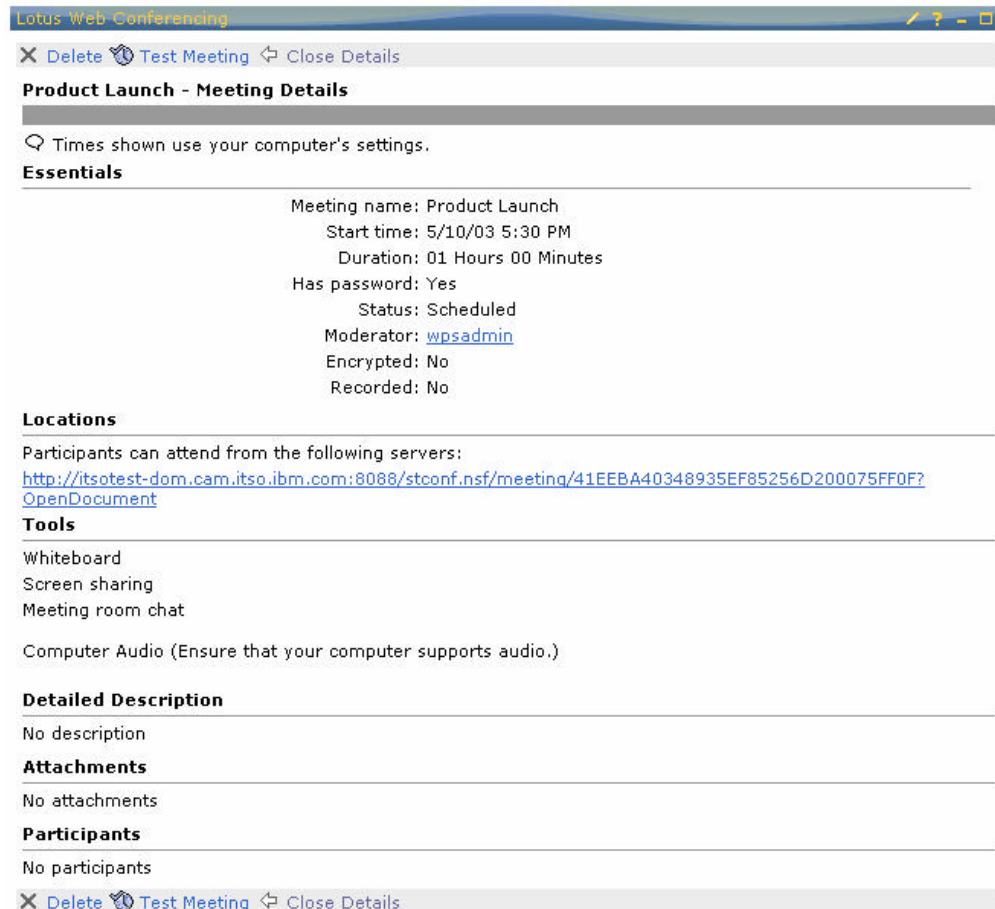 Lotus Web Conferencing
Delete Test Meeting Close Details
Product Launch - Meeting Details
Times shown use your computer's settings.
Essentials
Meeting name: Product Launch
Start time: 5/10/03 5:30 PM
Duration: 01 Hours 00 Minutes
Has password: Yes
Status: Scheduled
Moderator: wpsadmin
Encrypted: No
Recorded: No
Locations
Participants can attend from the following servers:
http://itsotest-dom.cam.itso.ibm.com:8088/stconf.nsf/meeting/41EEBA40348935EF85256D200075FF0F?
OpenDocument
Tools
Whiteboard
Screen sharing
Meeting room chat
Computer Audio (Ensure that your computer supports audio.)
Detailed Description
No description
Attachments
No attachments
Participants
No participants
Delete Test Meeting Close Details